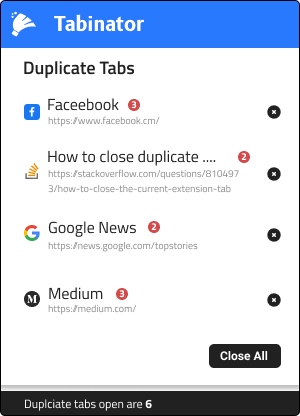 Tabinator
Duplicate Tabs
Faceebook 3
https://www.facebook.cm/
How to close duplicate .... 2
https://stackoverflow.com/questions/810497
3/how-to-close-the-current-extension-tab
Google News 2
https://news.google.com/topstories
Medium 3
https://medium.com/
Close All
Duplciate tabs open are 6